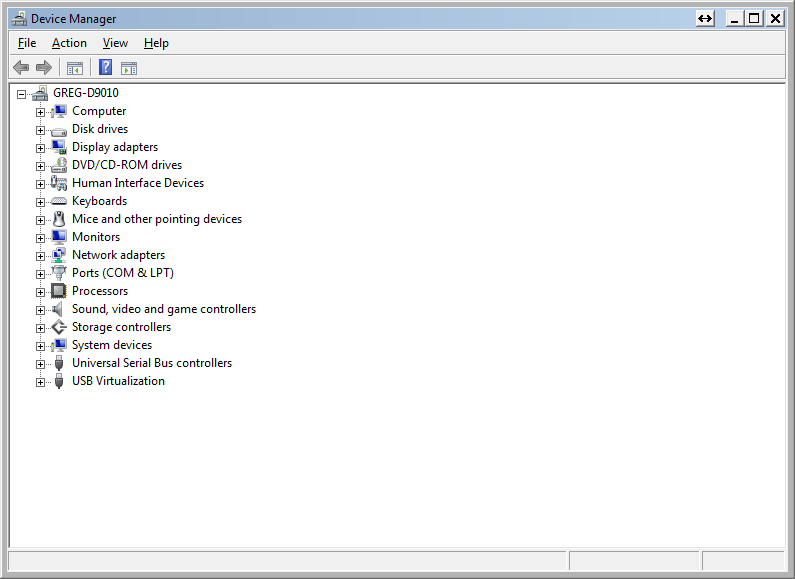 Device Manager
File Action View Help
GREG-D9010
Computer
Disk drives
Display adapters
DVD/CD-ROM drives
Human Interface Devices
Keyboards
Mice and other pointing devices
Monitors
Network adapters
Ports (COM & LPT)
Processors
Sound, video and game controllers
Storage controllers
System devices
Universal Serial Bus controllers
USB Virtualization